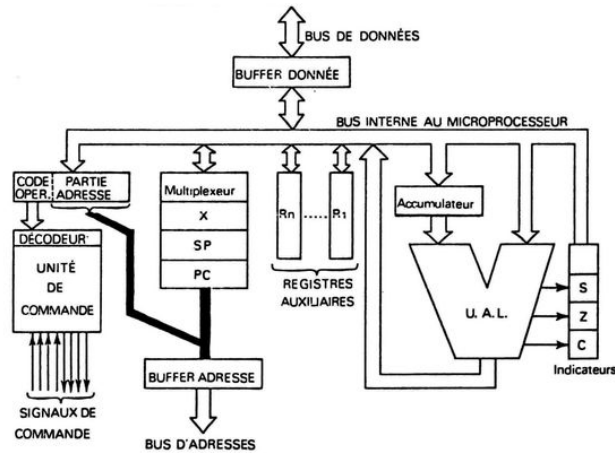 BUS DE DONNÉES
BUFFER DONNÉE
BUS INTERNE AU MICROPROCESSEUR
CODE
OPER.
PARTIE
ADRESSE
Multiplexeur
X
SP
PC
Rn ..... R1
REGISTRES
AUXILIAIRES
Accumulateur
DÉCODEUR
UNITÉ
DE
COMMANDE
U.A.L.
S
Z
C
Indicateurs
BUFFER ADRESSE
SIGNAUX DE
COMMANDE
BUS D'ADRESSES